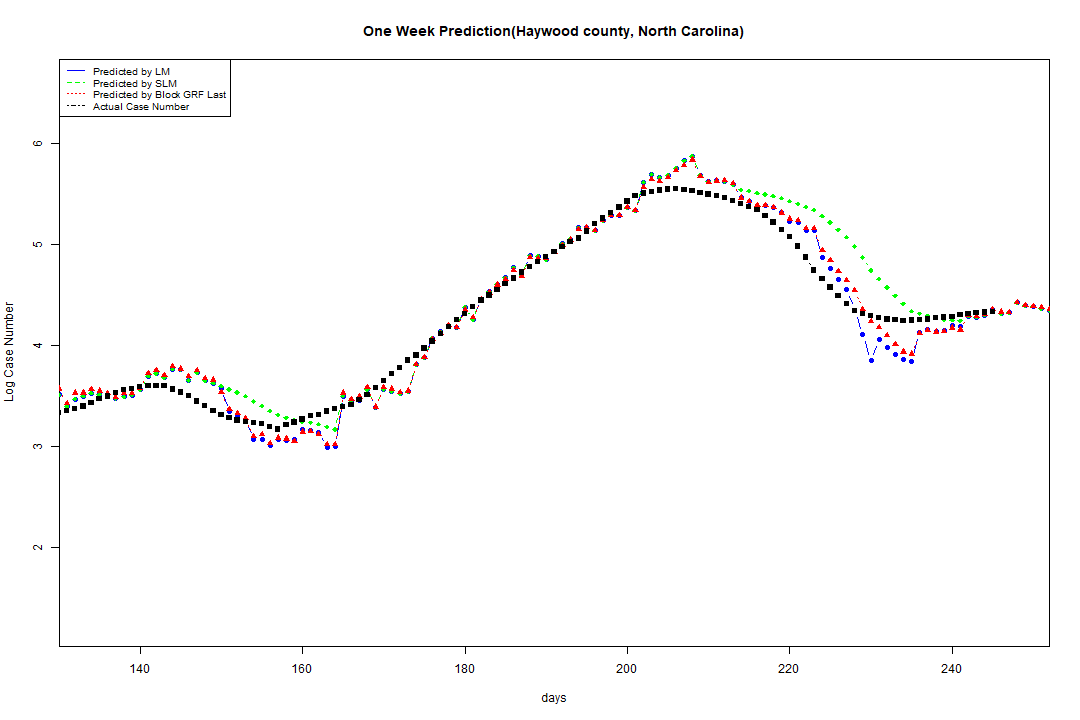 One Week Prediction(Haywood county, North Carolina)
Predicted by LM
Predicted by SLM
Predicted by Block GRF Last
Actual Case Number
6
5
4
3
2
Log Case Number
140 160 180 200 220 240
days